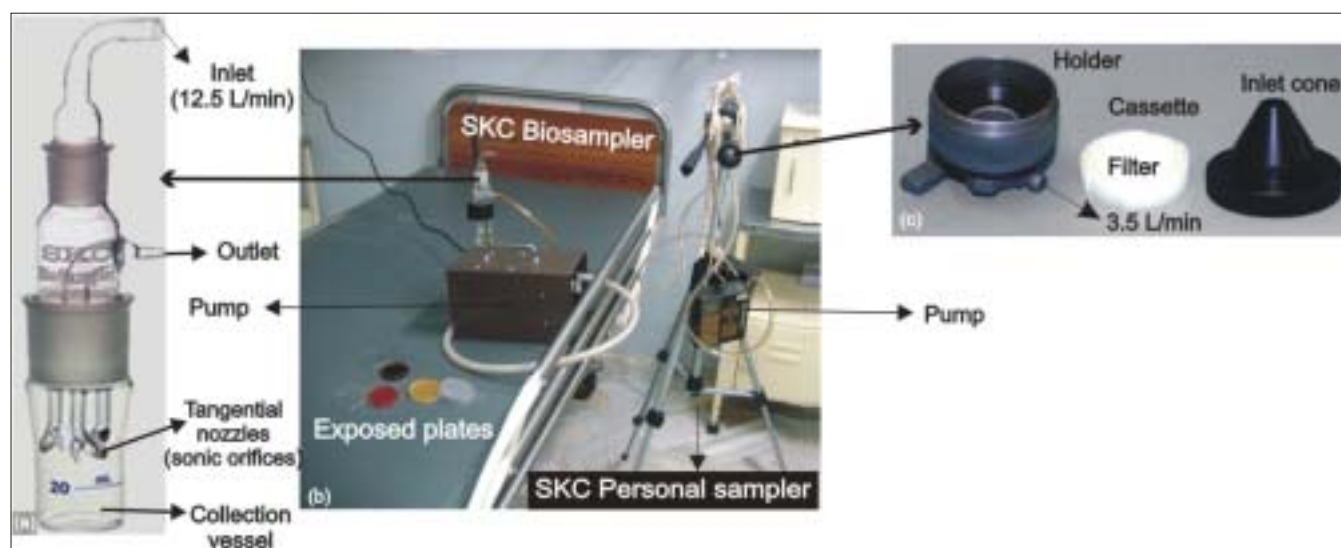 Inlet
(12.5 L/min)
Outlet
Pump
Tangential
nozzles
(sonic orifices)
20
Collection
vessel
SKC Biosampler
Exposed plates
(b)
SKC Personal sampler
Pump
Holder
Cassette
Inlet cone
Filter
3.5 L/min
(c)